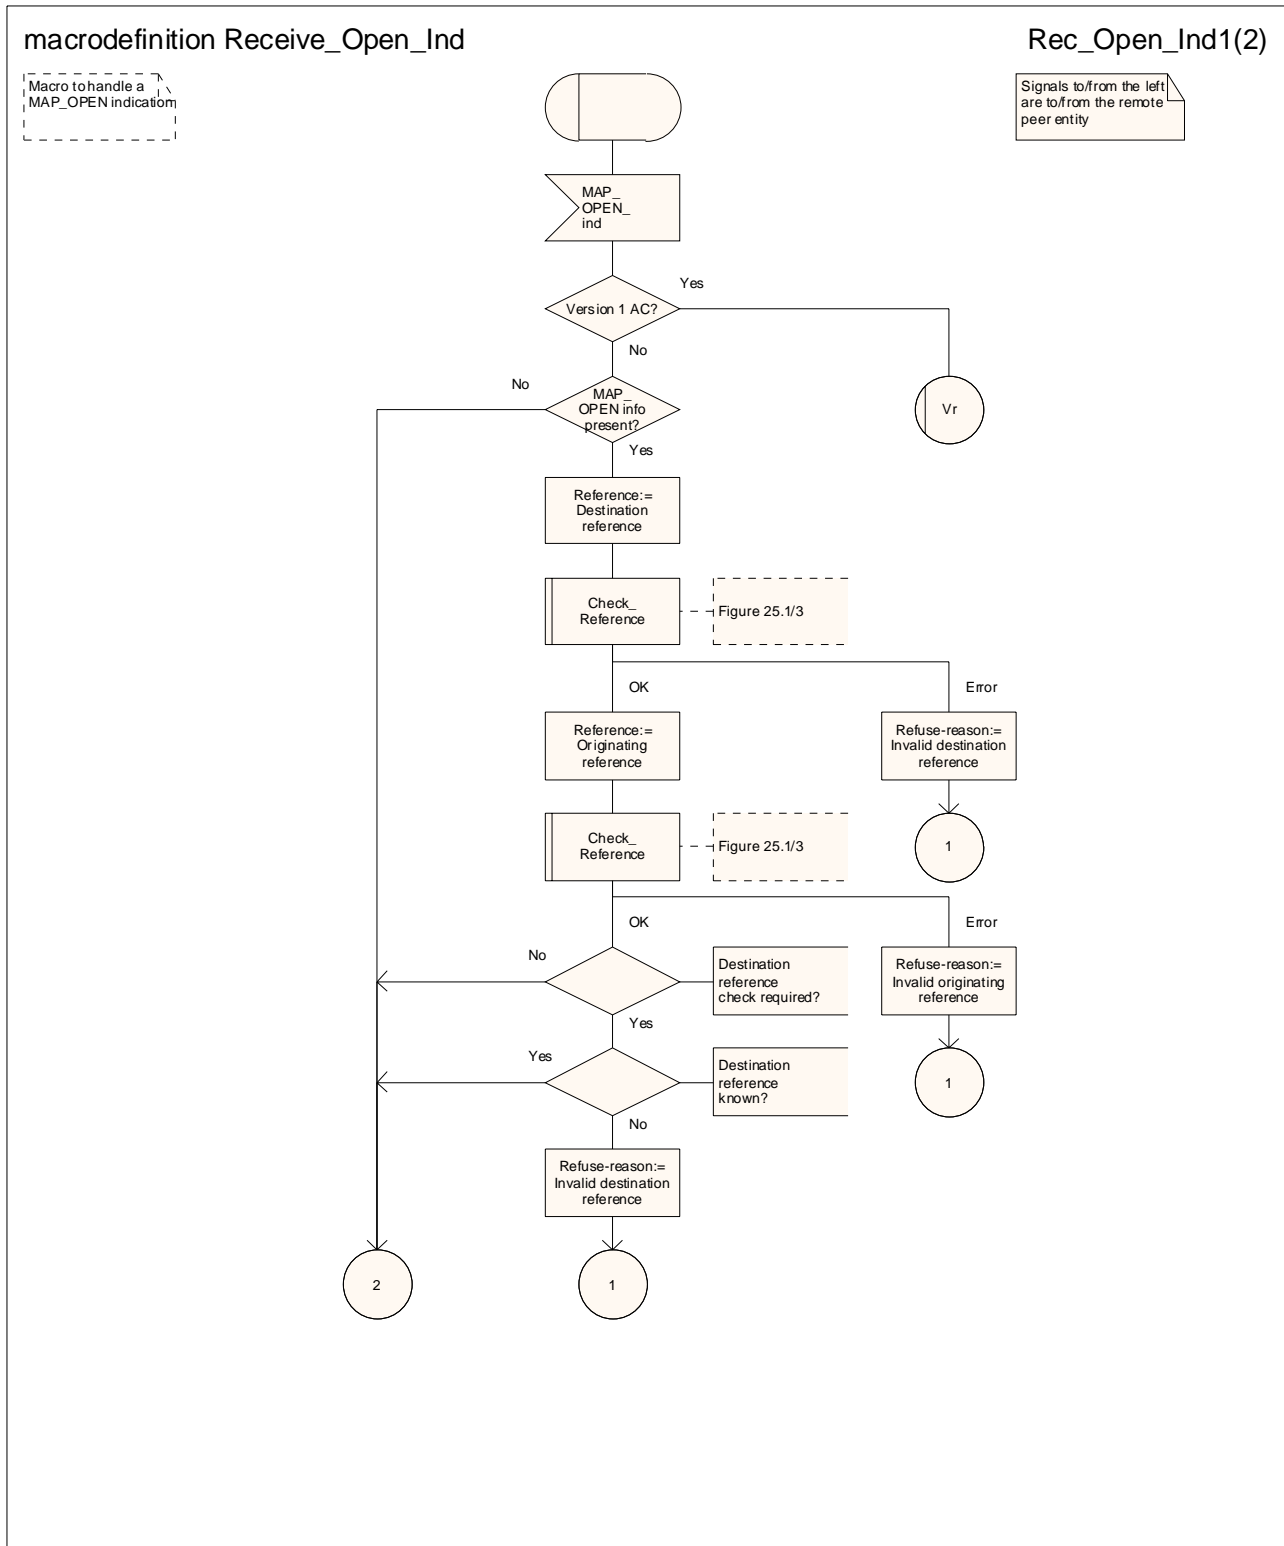 macrodefinition Receive_Open_Ind
Rec_Open_Ind1(2)
Macro to handle a
MAP_OPEN indication
Signals to/from the left
are to/from the remote
peer entity
MAP_
OPEN_
ind
Yes
Version 1 AC?
No
No
MAP_
OPEN info
present?
Vr
Yes
Reference:=
Destination
reference
Check_
Reference
Figure 25.1/3
OK
Error
Reference:=
Originating
reference
Refuse-reason:=
Invalid destination
reference
Check_
Reference
Figure 25.1/3
1
OK
Error
No
Destination
reference
check required?
Refuse-reason:=
Invalid originating
reference
Yes
Yes
Destination
reference
known?
1
No
Refuse-reason:=
Invalid destination
reference
2
1